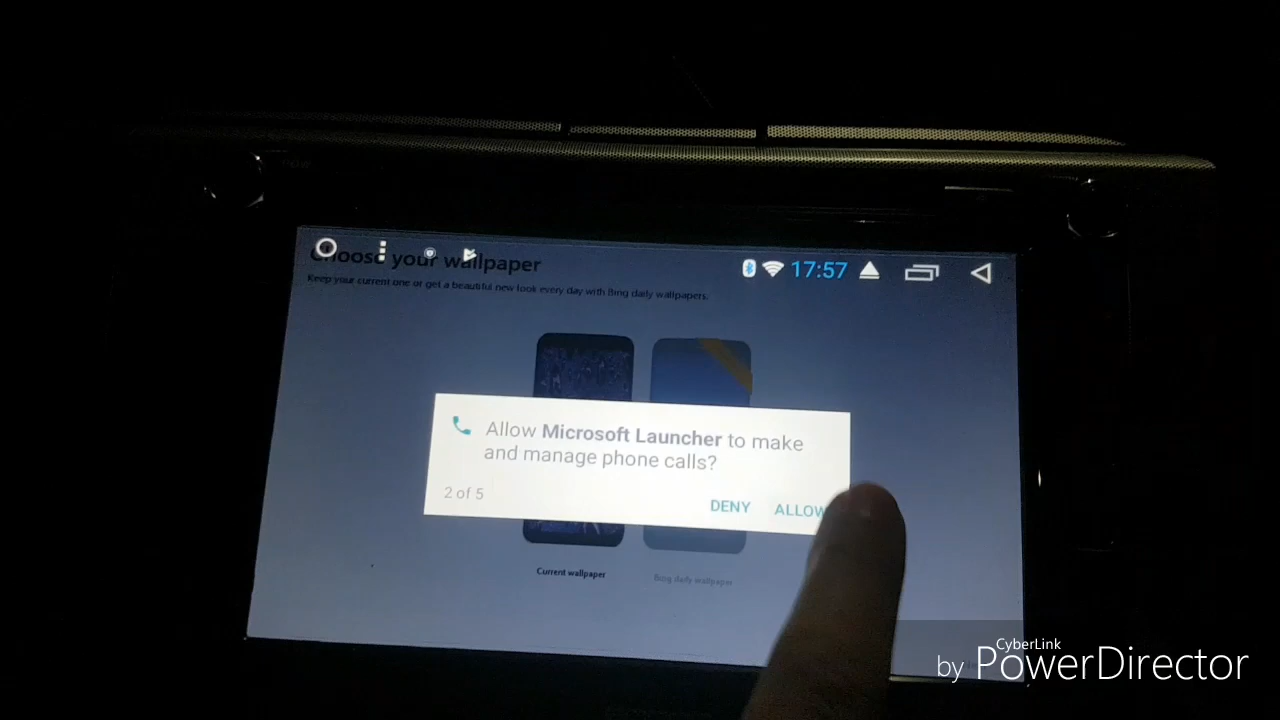 Choose your wallpaper
Keep your current one or get a beautiful new look every day with Bing daily wallpapers.
17:57
Allow Microsoft Launcher to make
and manage phone calls?
2 of 5
DENY ALLOW
Current wallpaper
Bing daily wallpaper
CyberLink
by PowerDirector